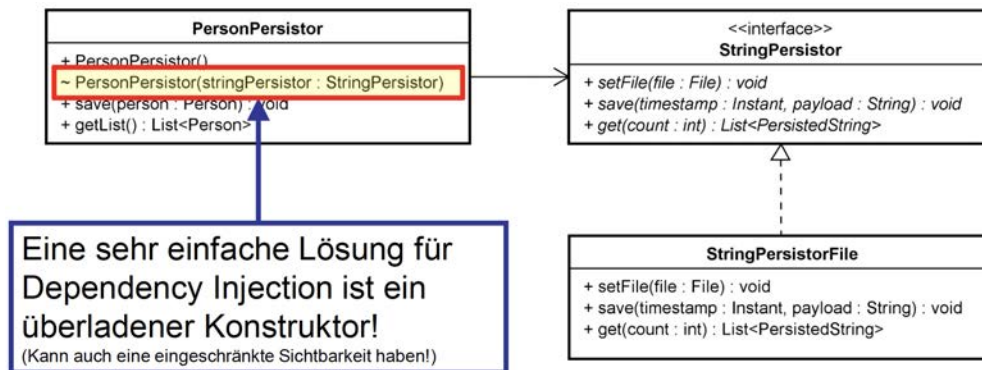 PersonPersistor
+ PersonPersistor()
~ PersonPersistor(stringPersistor : StringPersistor)
+ save(person : Person) : void
+ getList() : List<Person>
<<interface>>
StringPersistor
+ setFile(file : File) : void
+ save(timestamp : Instant, payload : String) : void
+ get(count : int) : List<PersistedString>
Eine sehr einfache Lösung für
Dependency Injection ist ein
überladener Konstruktor!
(Kann auch eine eingeschränkte Sichtbarkeit haben!)
StringPersistorFile
+ setFile(file : File) : void
+ save(timestamp : Instant, payload : String) : void
+ get(count : int) : List<PersistedString>